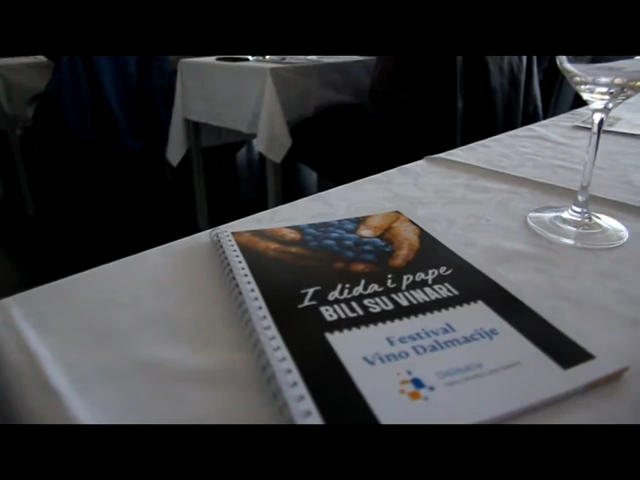 I dida i pape
BILI SU VINARI
Festival
Vino Dalmacije